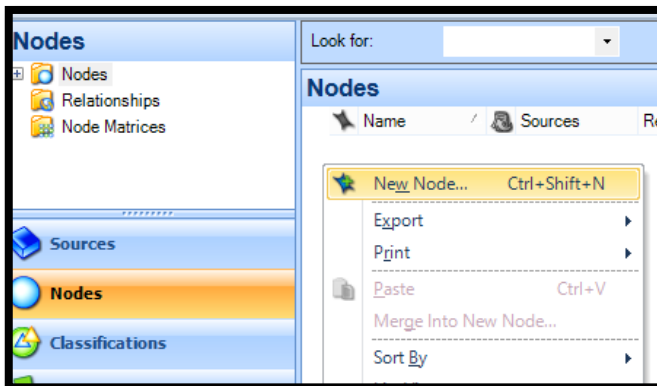 Nodes
Nodes
Relationships
Node Matrices
Sources
Nodes
Classifications
Look for:
Nodes
Name Sources
New Node... Ctrl+Shift+N
Export
Print
Paste Ctrl+V
Merge Into New Node...
Sort By